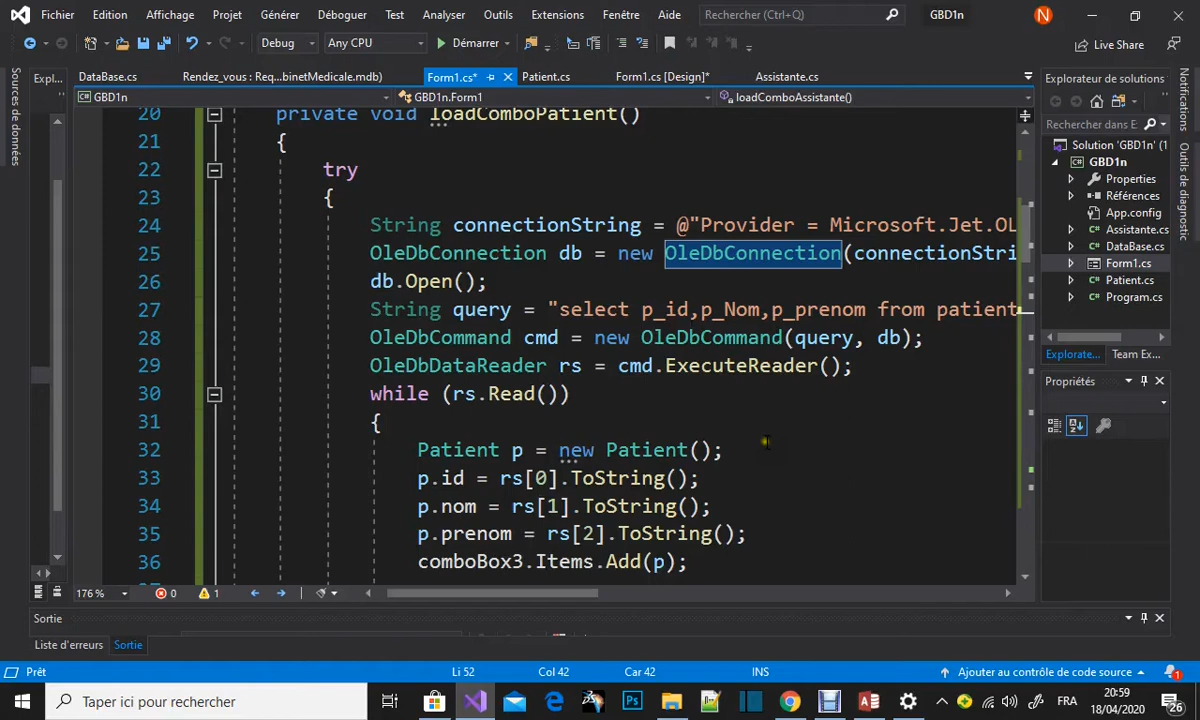 Fichier Edition Affichage Projet Générer Déboguer Test Analyser Outils Extensions Fenêtre Aide Rechercher (Ctrl+Q) GBD1n N
Debug Any CPU Démarrer Live Share
DataBase.cs Rendez_vous : Req...binetMedicale.mdb) Form1.cs* Patient.cs Form1.cs [Design]* Assistante.cs
GBD1n GBD1n.Form1 loadComboAssistante()
Sources de données
Expl...
20 private void loadComboPatient()
21 {
22 try
23 {
24 String connectionString = @"Provider = Microsoft.Jet.OL
25 OleDbConnection db = new OleDbConnection(connectionStri
26 db.Open();
27 String query = "select p_id,p_Nom,p_prenom from patient
28 OleDbCommand cmd = new OleDbCommand(query, db);
29 OleDbDataReader rs = cmd.ExecuteReader();
30 while (rs.Read())
31 {
32 Patient p = new Patient();
33 p.id = rs[0].ToString();
34 p.nom = rs[1].ToString();
35 p.prenom = rs[2].ToString();
36 comboBox3.Items.Add(p);
176 % 0 1
Explorateur de solutions
Rechercher dans E
Solution 'GBD1n' (1
GBD1n
Properties
Références
App.config
Assistante.cs
DataBase.cs
Form1.cs
Patient.cs
Program.cs
Explorate... Team Ex...
Propriétés
Outils de diagnostic
Sortie
Liste d'erreurs Sortie
Prêt Li 52 Col 42 Car 42 INS Ajouter au contrôle de code source 1
Taper ici pour rechercher Ps FRA 20:59
18/04/2020 26